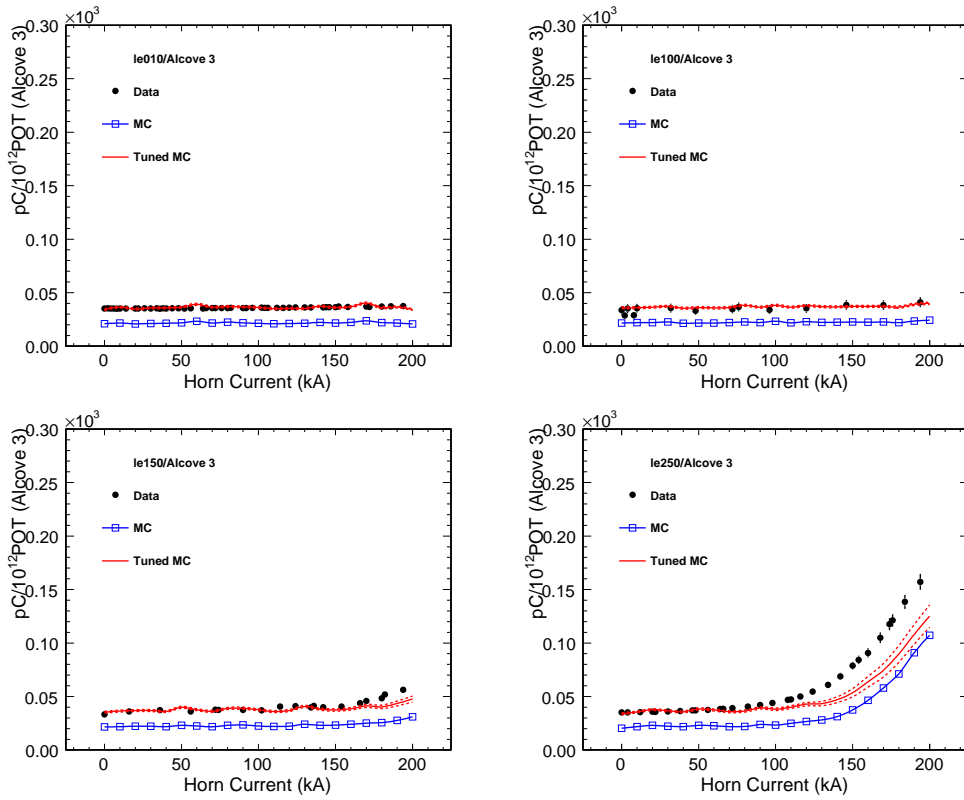 ×10³
0.30
0.25
0.20
0.15
0.10
0.05
0.00
pC/10¹²POT (Alcove 3)
le010/Alcove 3
Data
MC
Tuned MC
0 50 100 150 200
Horn Current (kA)
×10³
0.30
0.25
0.20
0.15
0.10
0.05
0.00
pC/10¹²POT (Alcove 3)
le100/Alcove 3
Data
MC
Tuned MC
0 50 100 150 200
Horn Current (kA)
×10³
0.30
0.25
0.20
0.15
0.10
0.05
0.00
pC/10¹²POT (Alcove 3)
le150/Alcove 3
Data
MC
Tuned MC
0 50 100 150 200
Horn Current (kA)
×10³
0.30
0.25
0.20
0.15
0.10
0.05
0.00
pC/10¹²POT (Alcove 3)
le250/Alcove 3
Data
MC
Tuned MC
0 50 100 150 200
Horn Current (kA)